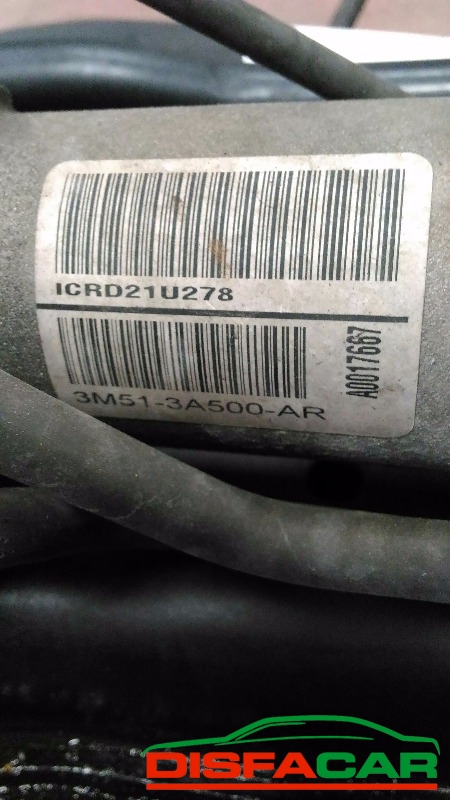 ICRD21U278
3M51-3A500-AR
A0017667
DISFACAR